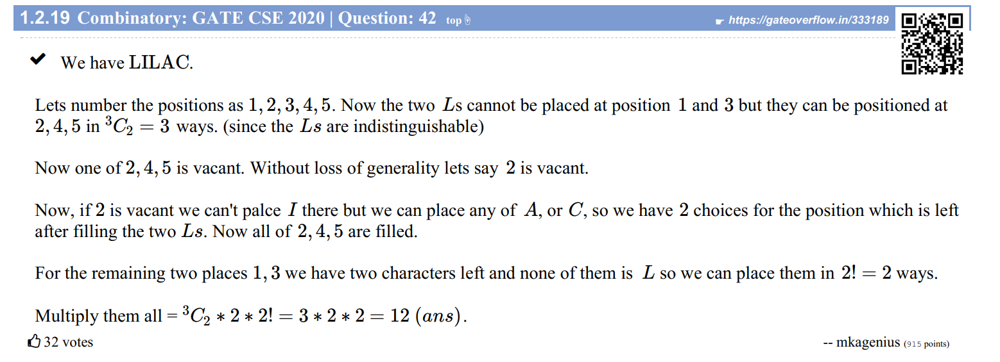 1.2.19 Combinatory: GATE CSE 2020 | Question: 42 top☝ ☛ https://gateoverflow.in/333189
✔ We have LILAC.
Lets number the positions as 1, 2, 3, 4, 5. Now the two Ls cannot be placed at position 1 and 3 but they can be positioned at
2, 4, 5 in ³C₂ = 3 ways. (since the Ls are indistinguishable)
Now one of 2, 4, 5 is vacant. Without loss of generality lets say 2 is vacant.
Now, if 2 is vacant we can't palce I there but we can place any of A, or C, so we have 2 choices for the position which is left
after filling the two Ls. Now all of 2, 4, 5 are filled.
For the remaining two places 1, 3 we have two characters left and none of them is L so we can place them in 2! = 2 ways.
Multiply them all = ³C₂ * 2 * 2! = 3 * 2 * 2 = 12 (ans).
32 votes -- mkagenius (915 points)